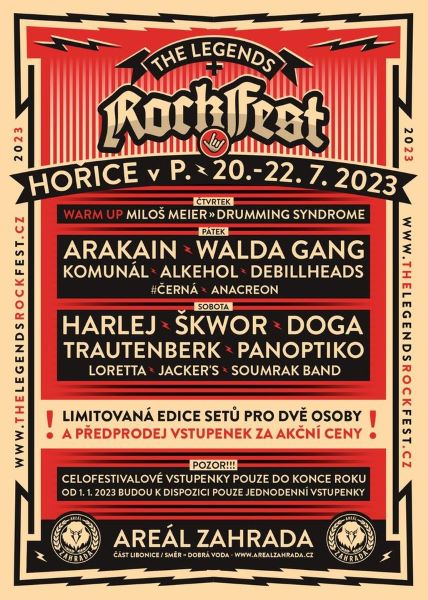 THE LEGENDS
RockFest
HOŘICE v P. 20.-22. 7. 2023
2023
2023
WWW.THELEGENDSROCKFEST.CZ
WWW.THELEGENDSROCKFEST.CZ
ČTVRTEK
WARM UP MILOŠ MEIER » DRUMMING SYNDROME
PÁTEK
ARAKAIN WALDA GANG
KOMUNÁL ALKEHOL DEBILLHEADS
#ČERNÁ ANACREON
SOBOTA
HARLEJ ŠKWOR DOGA
TRAUTENBERK PANOPTIKO
LORETTA JACKER'S SOUMRAK BAND
! LIMITOVANÁ EDICE SETŮ PRO DVĚ OSOBY !
A PŘEDPRODEJ VSTUPENEK ZA AKČNÍ CENY
POZOR!!!
CELOFESTIVALOVÉ VSTUPENKY POUZE DO KONCE ROKU
OD 1. 1. 2023 BUDOU K DISPOZICI POUZE JEDNODENNÍ VSTUPENKY
AREÁL ZAHRADA
ČÁST LIBONICE / SMĚR - DOBRÁ VODA · WWW.AREALZAHRADA.CZ
ZAHRADA
ZAHRADA